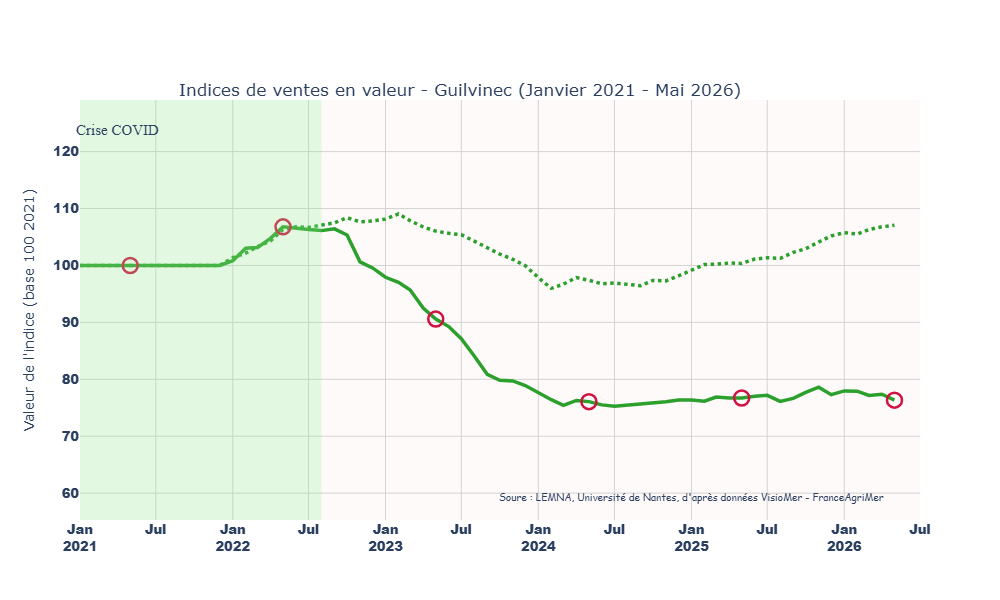 Indices de ventes en valeur - Guilvinec (Janvier 2021 - Mai 2026)
Crise COVID
Valeur de l'indice (base 100 2021)
120
110
100
90
80
70
60
Soure : LEMNA, Université de Nantes, d'après données VisioMer - FranceAgriMer
Jan Jul Jan Jul Jan Jul Jan Jul Jan Jul Jan Jul
2021 2022 2023 2024 2025 2026